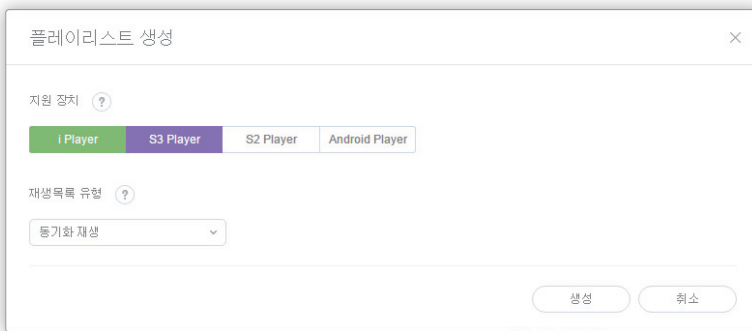 플레이리스트 생성
지원 장치 ?
i Player S3 Player S2 Player Android Player
재생목록 유형 ?
동기화 재생
생성 취소